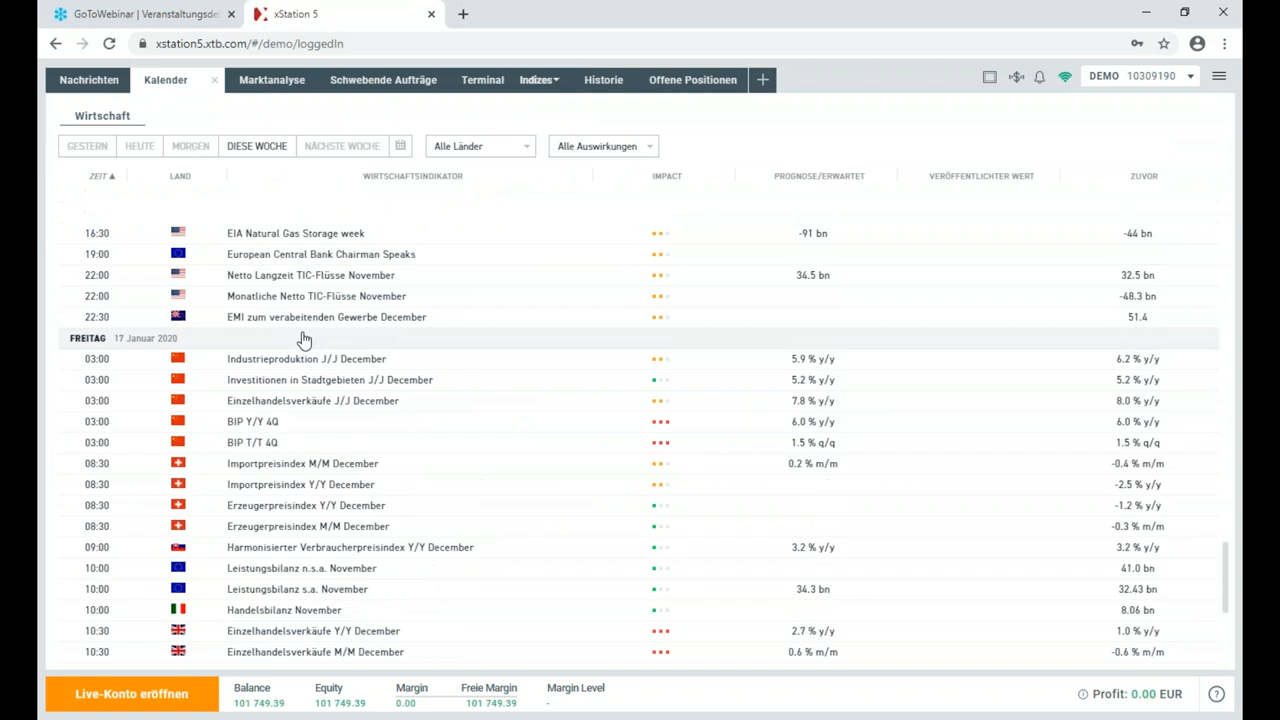 GoToWebinar | Veranstaltungsde
xStation 5
xstation5.xtb.com/#/demo/loggedIn
Nachrichten Kalender Marktanalyse Schwebende Aufträge Terminal Indizes Historie Offene Positionen DEMO 10309190
Wirtschaft
GESTERN HEUTE MORGEN DIESE WOCHE NÄCHSTE WOCHE Alle Länder Alle Auswirkungen
ZEIT LAND WIRTSCHAFTSINDIKATOR IMPACT PROGNOSE/ERWARTET VERÖFFENTLICHTER WERT ZUVOR
16:30 EIA Natural Gas Storage week -91 bn -44 bn
19:00 European Central Bank Chairman Speaks
22:00 Netto Langzeit TIC-Flüsse November 34.5 bn 32.5 bn
22:00 Monatliche Netto TIC-Flüsse November -48.3 bn
22:30 EMI zum verabeitenden Gewerbe December 51.4
FREITAG 17 Januar 2020
03:00 Industrieproduktion J/J December 5.9 % y/y 6.2 % y/y
03:00 Investitionen in Stadtgebieten J/J December 5.2 % y/y 5.2 % y/y
03:00 Einzelhandelsverkäufe J/J December 7.8 % y/y 8.0 % y/y
03:00 BIP Y/Y 4Q 6.0 % y/y 6.0 % y/y
03:00 BIP T/T 4Q 1.5 % q/q 1.5 % q/q
08:30 Importpreisindex M/M December 0.2 % m/m -0.4 % m/m
08:30 Importpreisindex Y/Y December -2.5 % y/y
08:30 Erzeugerpreisindex Y/Y December -1.2 % y/y
08:30 Erzeugerpreisindex M/M December -0.3 % m/m
09:00 Harmonisierter Verbraucherpreisindex Y/Y December 3.2 % y/y 3.2 % y/y
10:00 Leistungsbilanz n.s.a. November 41.0 bn
10:00 Leistungsbilanz s.a. November 34.3 bn 32.43 bn
10:00 Handelsbilanz November 8.06 bn
10:30 Einzelhandelsverkäufe Y/Y December 2.7 % y/y 1.0 % y/y
10:30 Einzelhandelsverkäufe M/M December 0.6 % m/m -0.6 % m/m
Live-Konto eröffnen
Balance Equity Margin Freie Margin Margin Level
101 749.39 101 749.39 0.00 101 749.39 -
Profit: 0.00 EUR